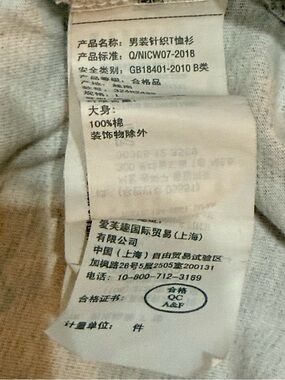 产品名称: 男装针织T恤衫
产品标准: Q/NICW07-2018
安全类别: GB18401-2010 B类
产品等级: 合格品
大身:
100%棉
装饰物除外
爱芙趣国际贸易(上海)
有限公司
中国(上海)自由贸易试验区
加枫路28号5层2505室200131
电话: 10-800-712-3189
合格证书:
合格
QC
A&F
计量单位: 件